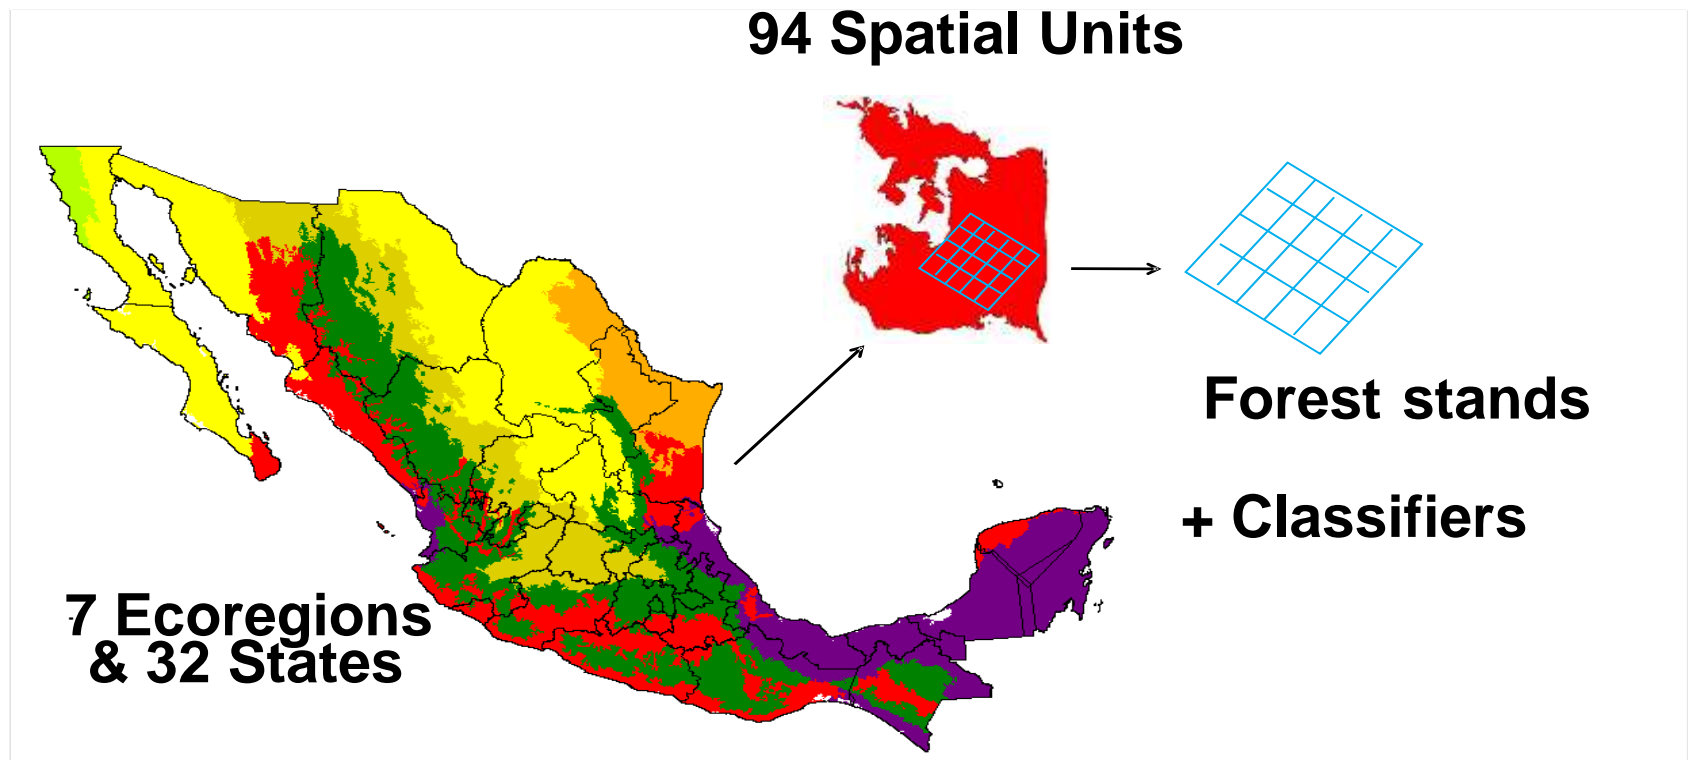 94 Spatial Units
Forest stands
+ Classifiers
7 Ecoregions
& 32 States